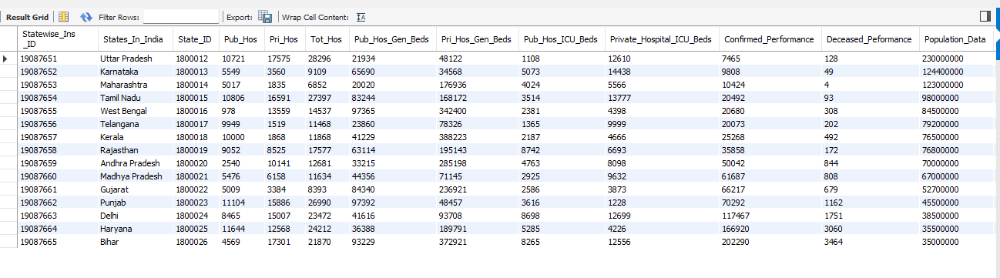 Result Grid Filter Rows: Export: Wrap Cell Content: IA
Statewise_Ins_ID States_In_India State_ID Pub_Hos Pri_Hos Tot_Hos Pub_Hos_Gen_Beds Pri_Hos_Gen_Beds Pub_Hos_ICU_Beds Private_Hospital_ICU_Beds Confirmed_Performance Deceased_Peformance Population_Data
19087651 Uttar Pradesh 1800012 10721 17575 28296 21934 48122 1108 12610 7465 128 230000000
19087652 Karnataka 1800013 5549 3560 9109 65690 34568 5073 14438 9808 49 124400000
19087653 Maharashtra 1800014 5017 1835 6852 20020 176936 4024 5566 10424 4 123000000
19087654 Tamil Nadu 1800015 10806 16591 27397 83244 168172 3514 13777 20492 93 98000000
19087655 West Bengal 1800016 978 13559 14537 97365 342400 2381 4398 20680 308 84500000
19087656 Telangana 1800017 9949 1519 11468 23860 78326 1365 9999 20073 202 79200000
19087657 Kerala 1800018 10000 1868 11868 41229 388223 2187 4666 25268 492 76500000
19087658 Rajasthan 1800019 9052 8525 17577 63114 195143 8742 6693 35858 172 76800000
19087659 Andhra Pradesh 1800020 2540 10141 12681 33215 285198 4763 8098 50042 844 70000000
19087660 Madhya Pradesh 1800021 5476 6158 11634 44356 71145 2925 9632 61687 808 67000000
19087661 Gujarat 1800022 5009 3384 8393 84340 236921 2586 3873 66217 679 52700000
19087662 Punjab 1800023 11104 15886 26990 97392 48457 3616 1228 70292 1162 45500000
19087663 Delhi 1800024 8465 15007 23472 41616 93708 8698 12699 117467 1751 38500000
19087664 Haryana 1800025 11644 12568 24212 36388 189791 5285 4226 166920 3060 35500000
19087665 Bihar 1800026 4569 17301 21870 93229 372921 8265 12556 202290 3464 35000000